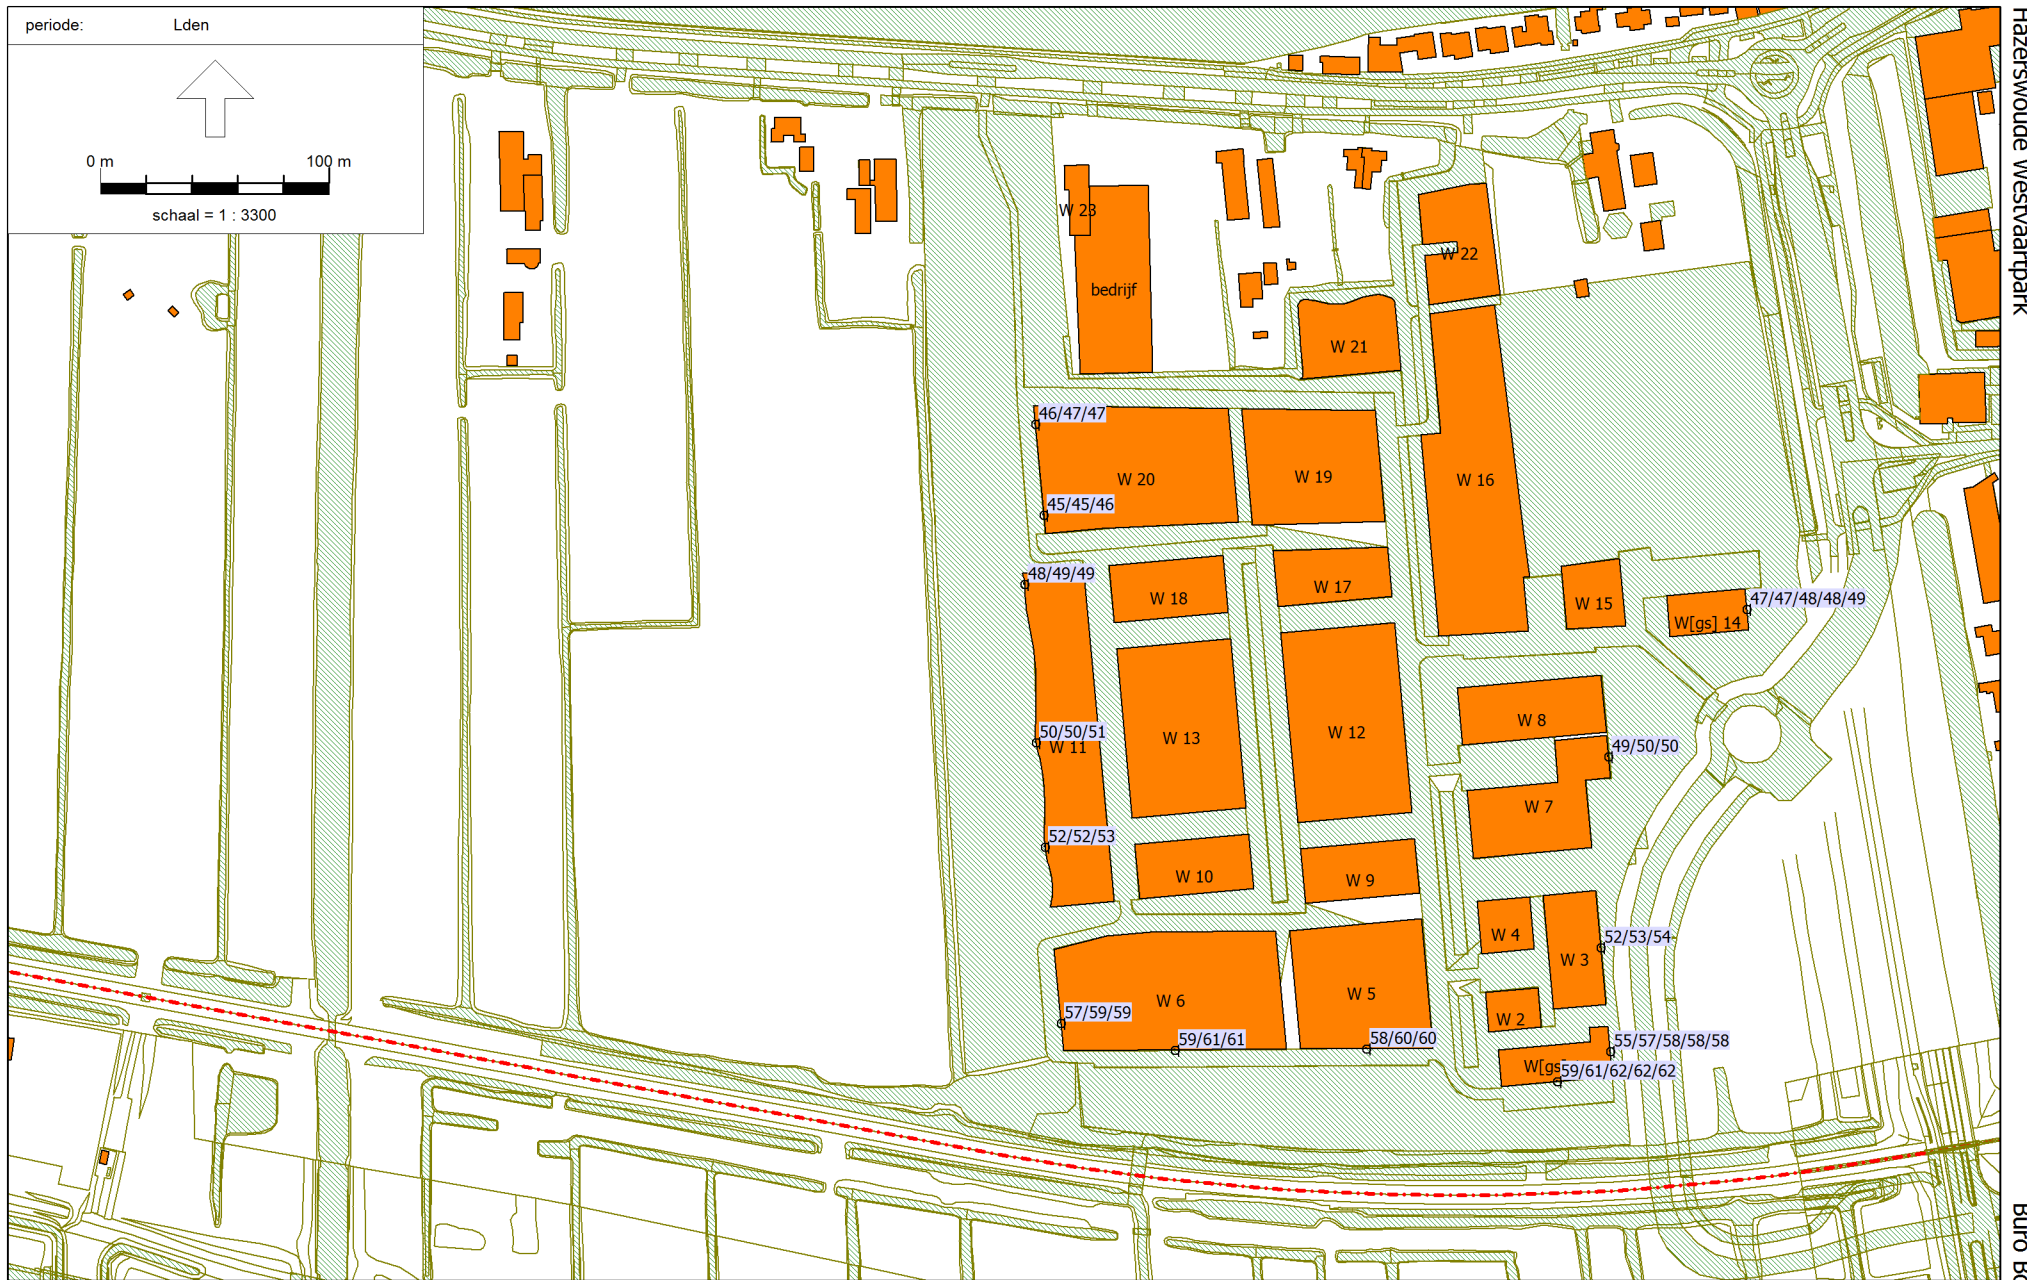 periode: Lden
0 m 100 m
schaal = 1 : 3300
Hazerswoude Westvaartpark
W 23
bedrijf
W 22
W 21
46/47/47
W 20
W 19
W 16
45/45/46
48/49/49
W 18
W 17
W 15
W[gs] 14
47/47/48/48/49
50/50/51
W 11
W 13
W 12
W 8
49/50/50
W 7
52/52/53
W 10
W 9
W 4
W 3
52/53/54
W 6
W 5
W 2
57/59/59
59/61/61
58/60/60
55/57/58/58/58
W[gs
59/61/62/62/62
Buro